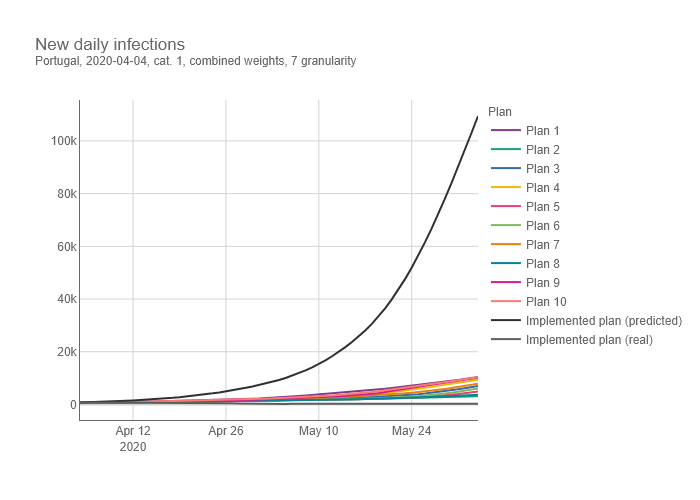 New daily infections
Portugal, 2020-04-04, cat. 1, combined weights, 7 granularity
100k
80k
60k
40k
20k
0
Apr 12
2020
Apr 26
May 10
May 24
Plan
Plan 1
Plan 2
Plan 3
Plan 4
Plan 5
Plan 6
Plan 7
Plan 8
Plan 9
Plan 10
Implemented plan (predicted)
Implemented plan (real)